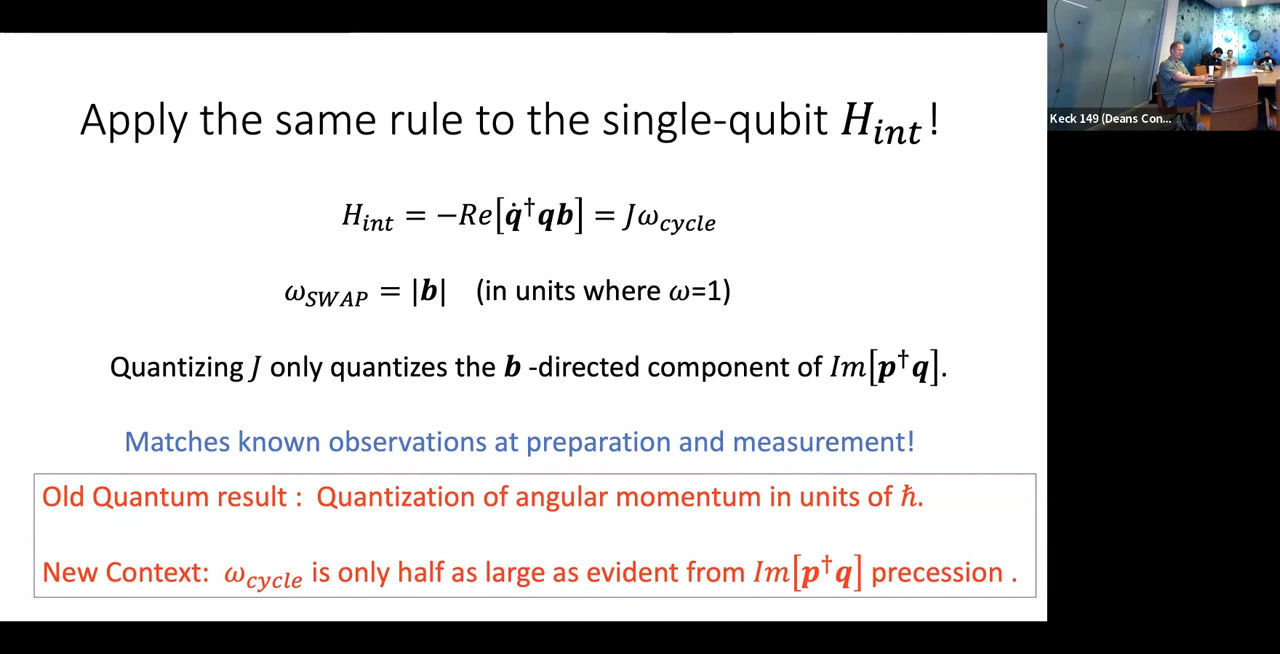 Apply the same rule to the single-qubit H_int!
H_int = −Re[q̇†qb] = Jω_cycle
ω_SWAP = |b| (in units where ω=1)
Quantizing J only quantizes the b -directed component of Im[p†q].
Matches known observations at preparation and measurement!
Old Quantum result : Quantization of angular momentum in units of ℏ.
New Context: ω_cycle is only half as large as evident from Im[p†q] precession .
Keck 149 (Deans Con...